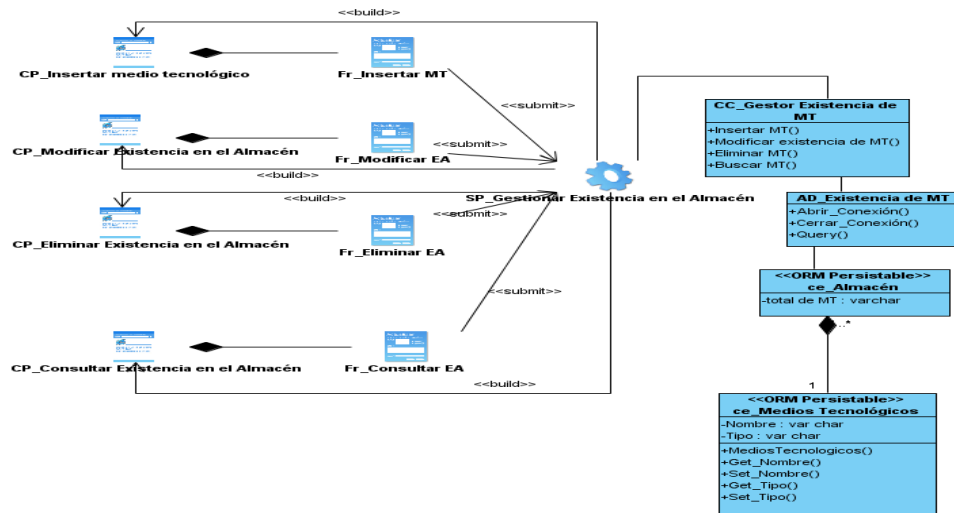 <<build>>
CP_Insertar medio tecnológico
Fr_Insertar MT
<<submit>>
CC_Gestor Existencia de
MT
+Insertar MT()
+Modificar existencia de MT()
+Eliminar MT()
+Buscar MT()
CP_Modificar Existencia en el Almacén
Fr_Modificar EA
<<submit>>
<<build>>
SP_Gestionar Existencia en el Almacén
<<build>>
AD_Existencia de MT
+Abrir_Conexión()
+Cerrar_Conexión()
+Query()
CP_Eliminar Existencia en el Almacén
Fr_Eliminar EA
<<submit>>
<<ORM Persistable>>
ce_Almacén
-total de MT : varchar
<<submit>>
..*
CP_Consultar Existencia en el Almacén
Fr_Consultar EA
<<build>>
1
<<ORM Persistable>>
ce_Medios Tecnológicos
-Nombre : var char
-Tipo : var char
+MediosTecnologicos()
+Get_Nombre()
+Set_Nombre()
+Get_Tipo()
+Set_Tipo()